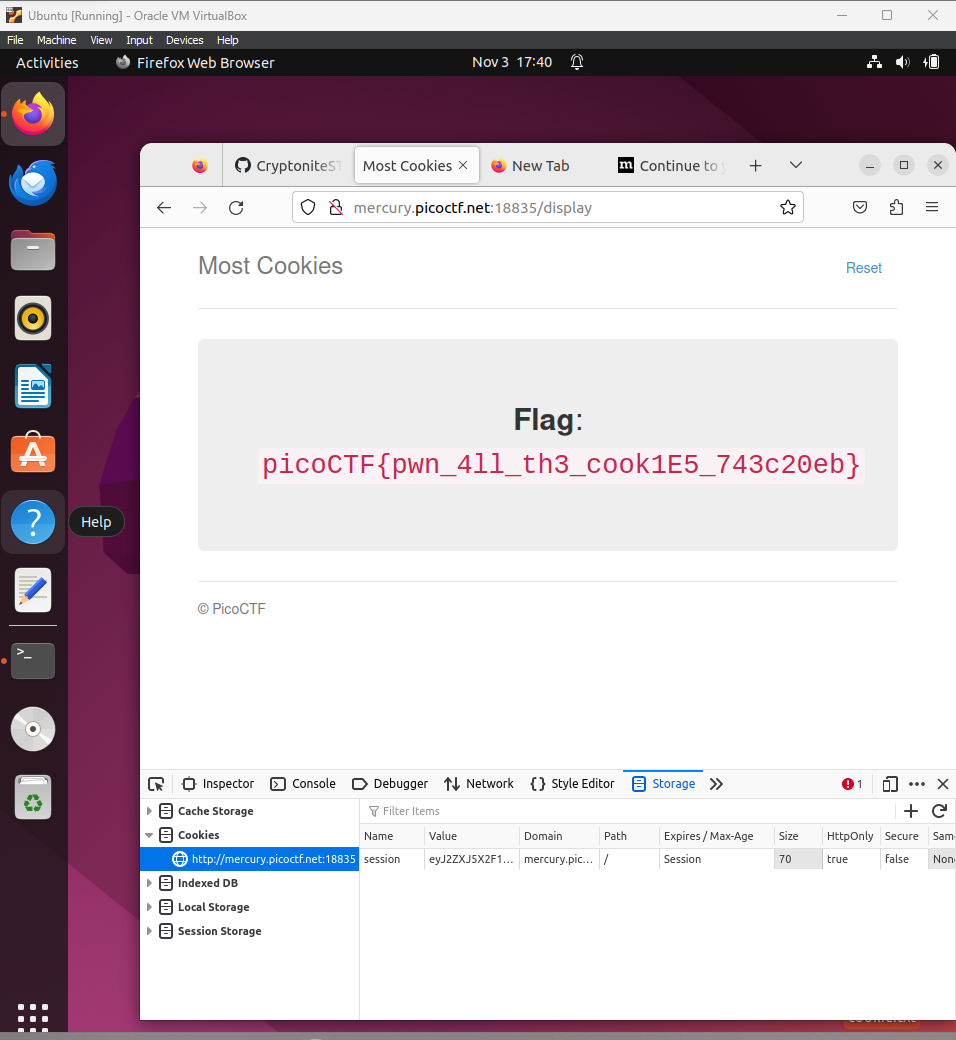 Ubuntu [Running] - Oracle VM VirtualBox
File Machine View Input Devices Help
Activities Firefox Web Browser Nov 3 17:40
CryptoniteST Most Cookies New Tab Continue to
mercury.picoctf.net:18835/display
Most Cookies Reset
Flag:
picoCTF{pwn_4ll_th3_cook1E5_743c20eb}
Help
© PicoCTF
Inspector Console Debugger Network Style Editor Storage 1
Cache Storage Filter Items
Cookies Name Value Domain Path Expires / Max-Age Size HttpOnly Secure Sam
http://mercury.picoctf.net:18835 session eyJ2ZXJ5X2F1... mercury.pic... / Session 70 true false Non
Indexed DB
Local Storage
Session Storage